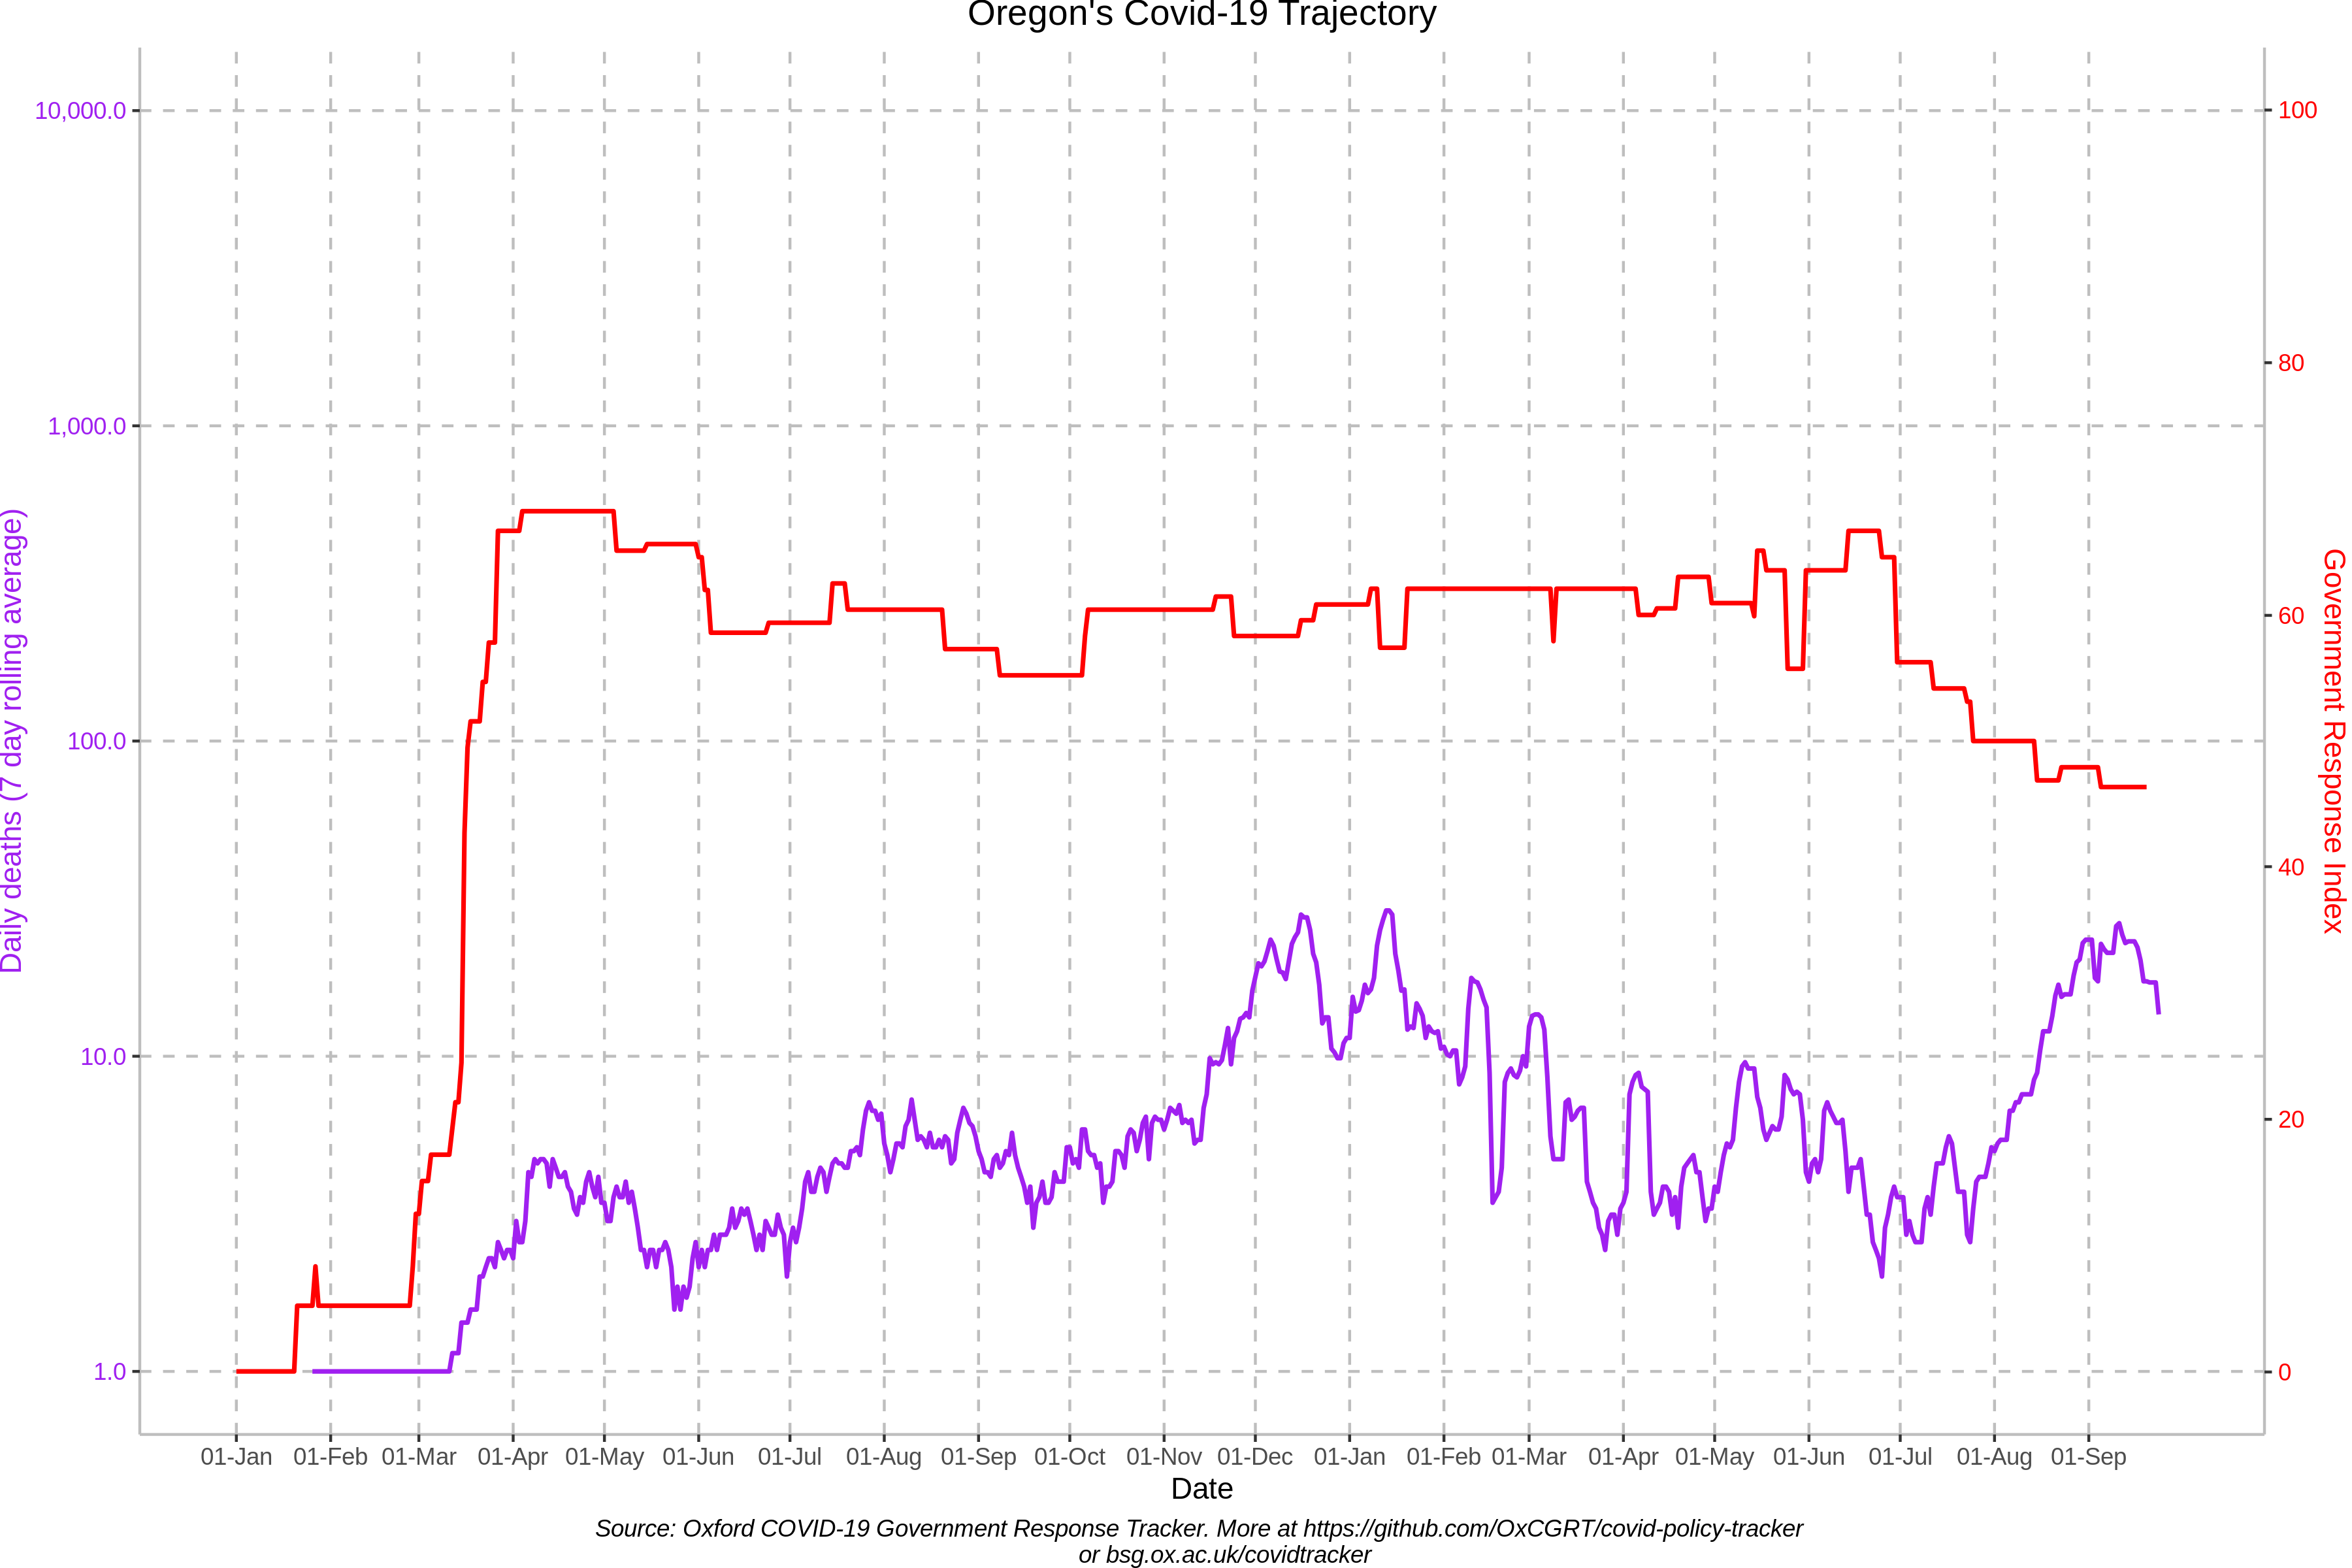 Oregon's Covid-19 Trajectory
10,000.0
1,000.0
100.0
10.0
1.0
Daily deaths (7 day rolling average)
100
80
60
40
20
0
Government Response Index
01-Jan 01-Feb 01-Mar 01-Apr 01-May 01-Jun 01-Jul 01-Aug 01-Sep 01-Oct 01-Nov 01-Dec 01-Jan 01-Feb 01-Mar 01-Apr 01-May 01-Jun 01-Jul 01-Aug 01-Sep
Date
Source: Oxford COVID-19 Government Response Tracker. More at https://github.com/OxCGRT/covid-policy-tracker
or bsg.ox.ac.uk/covidtracker